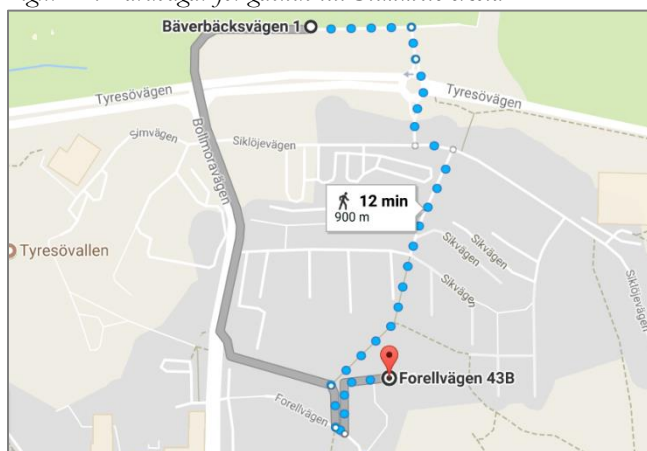 Bäverbäcksvägen 1
Tyresövägen
Tyresövägen
Bollmoravägen
Simvägen
Siklöjevägen
12 min
900 m
Tyresövallen
Sikvägen
Sikvägen
Sikvägen
Siklöjevägen
Forellvägen 43B
Forellvägen